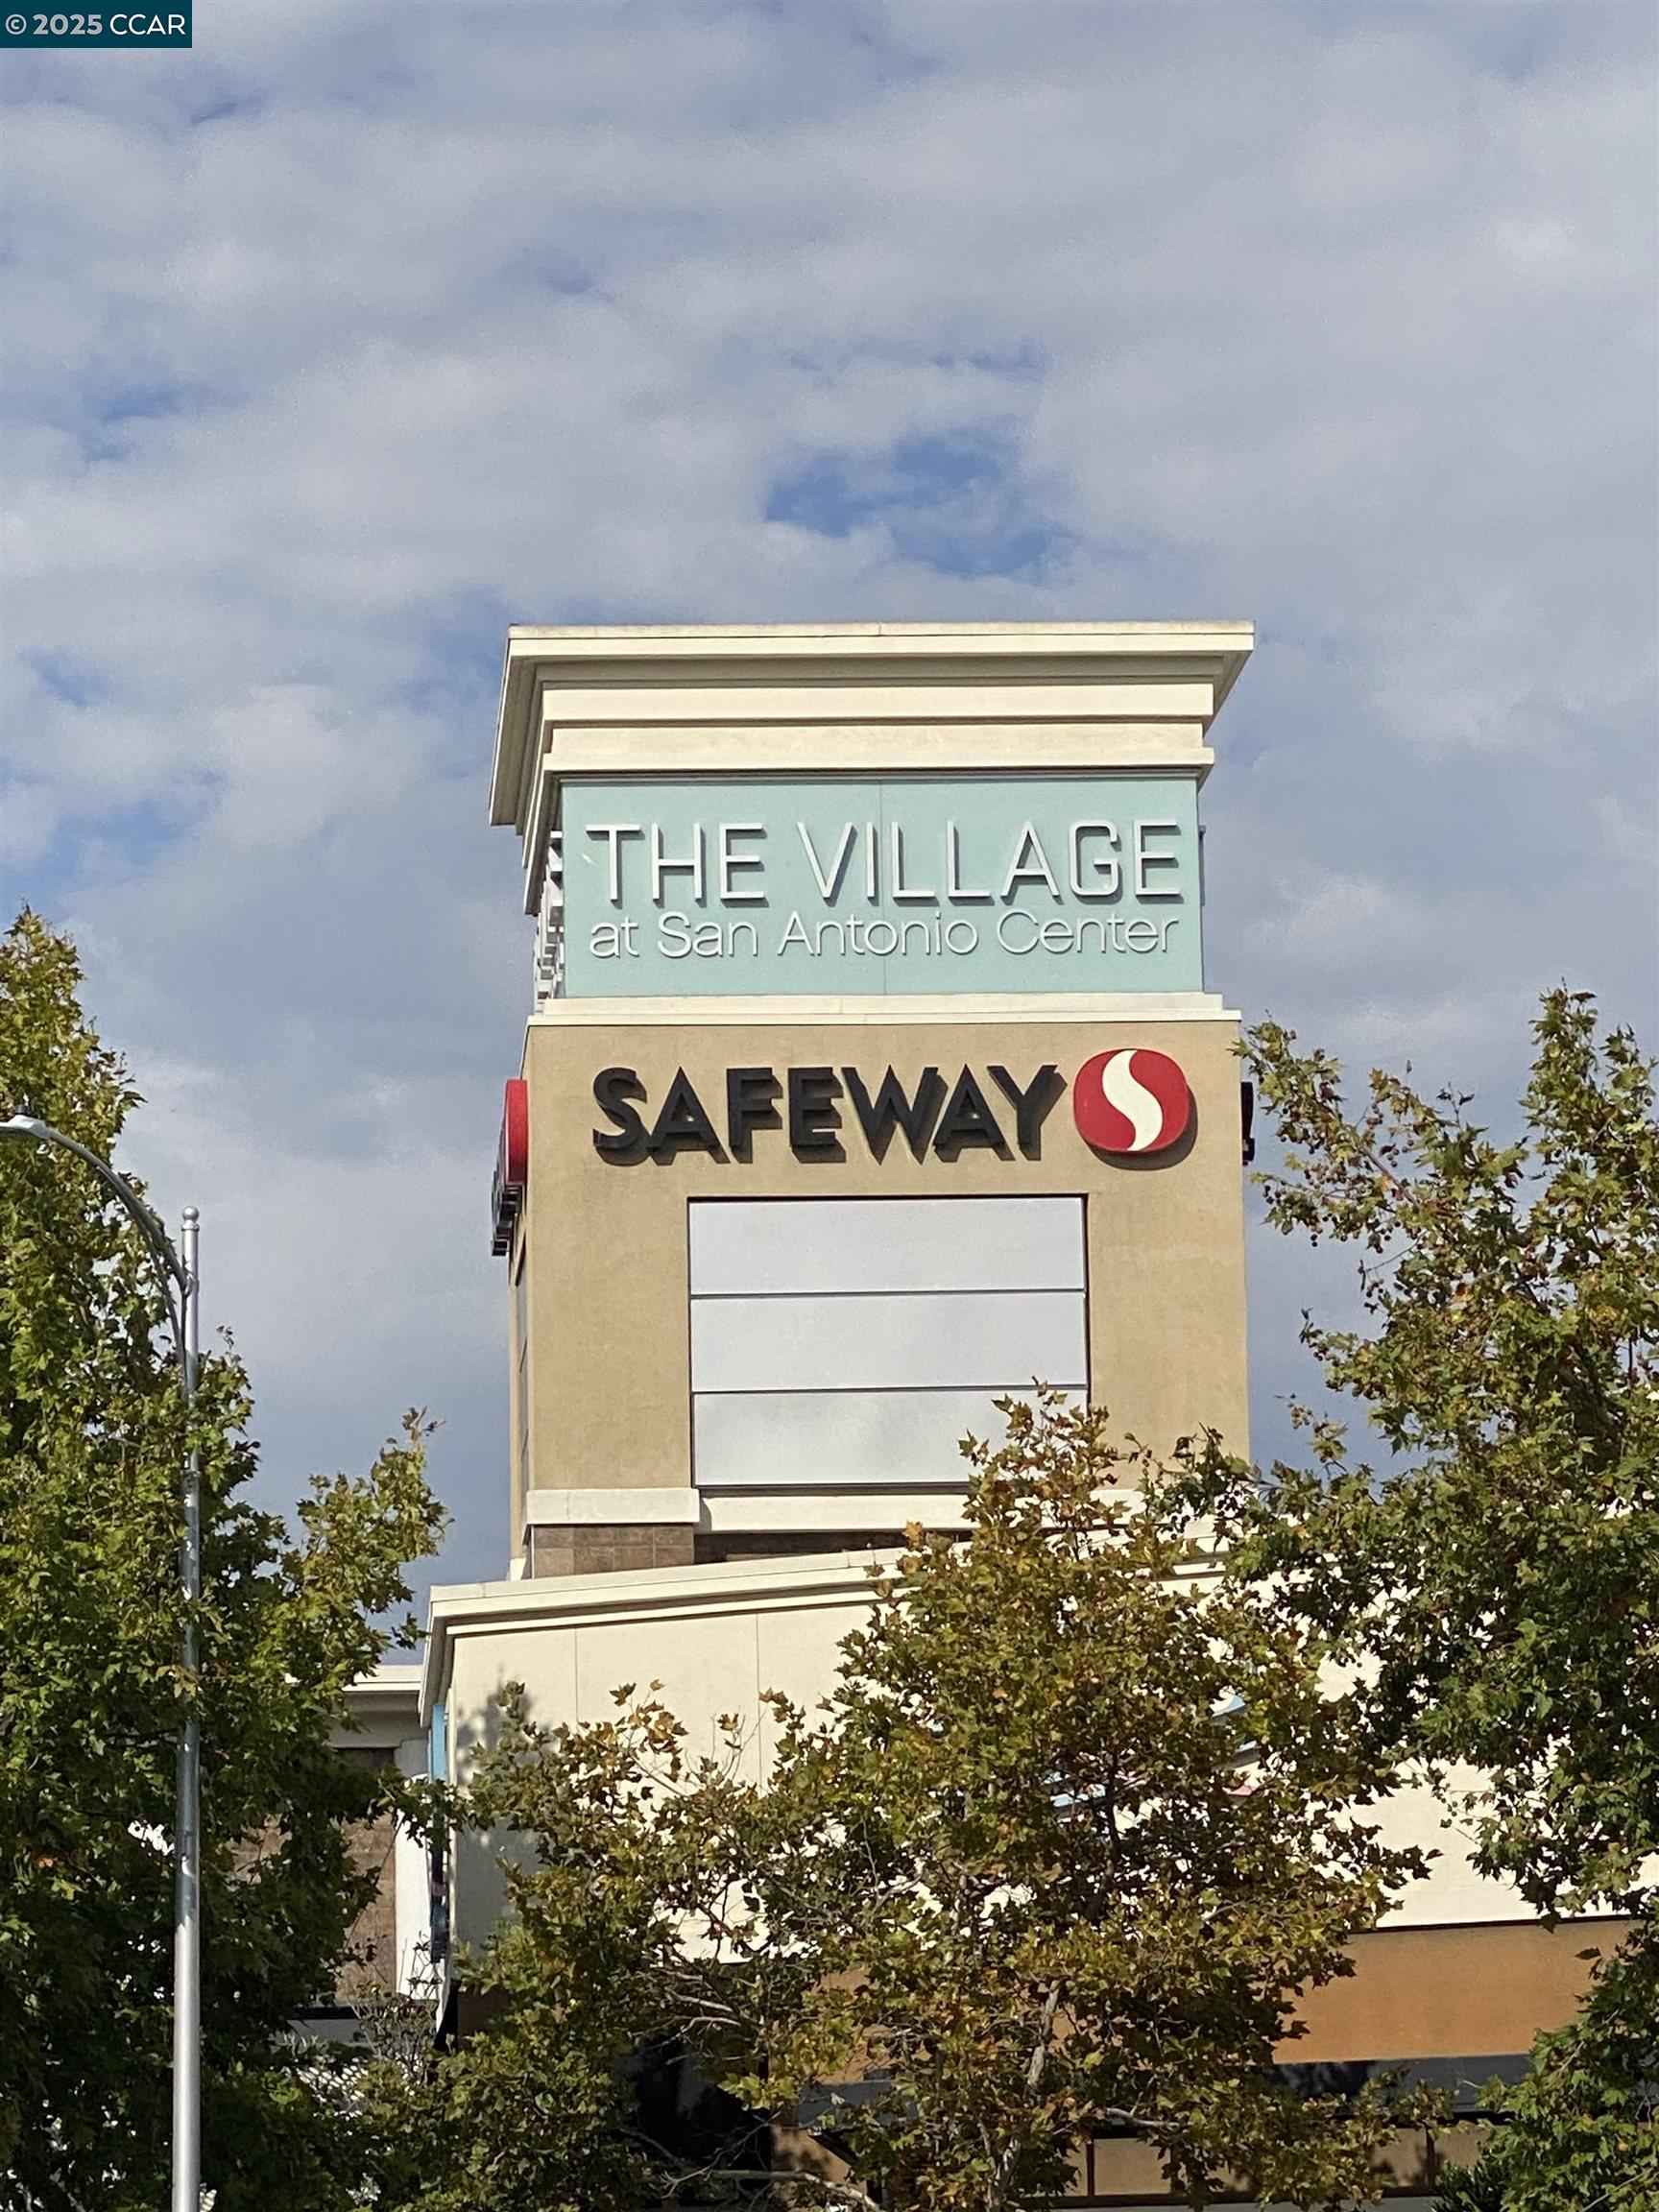 © 2025 CCAR
THE VILLAGE
at San Antonio Center
SAFEWAY